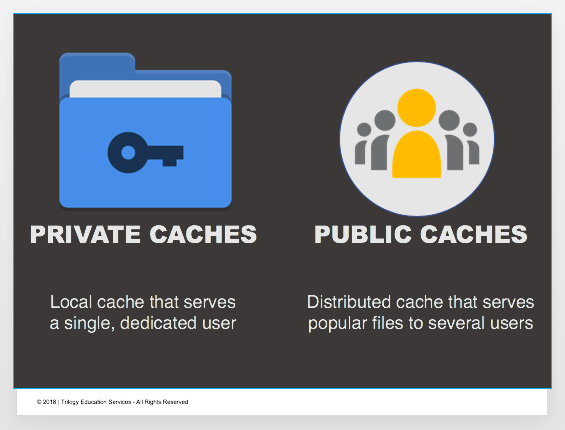 PRIVATE CACHES
Local cache that serves
a single, dedicated user
PUBLIC CACHES
Distributed cache that serves
popular files to several users
© 2018 | Trilogy Education Services - All Rights Reserved